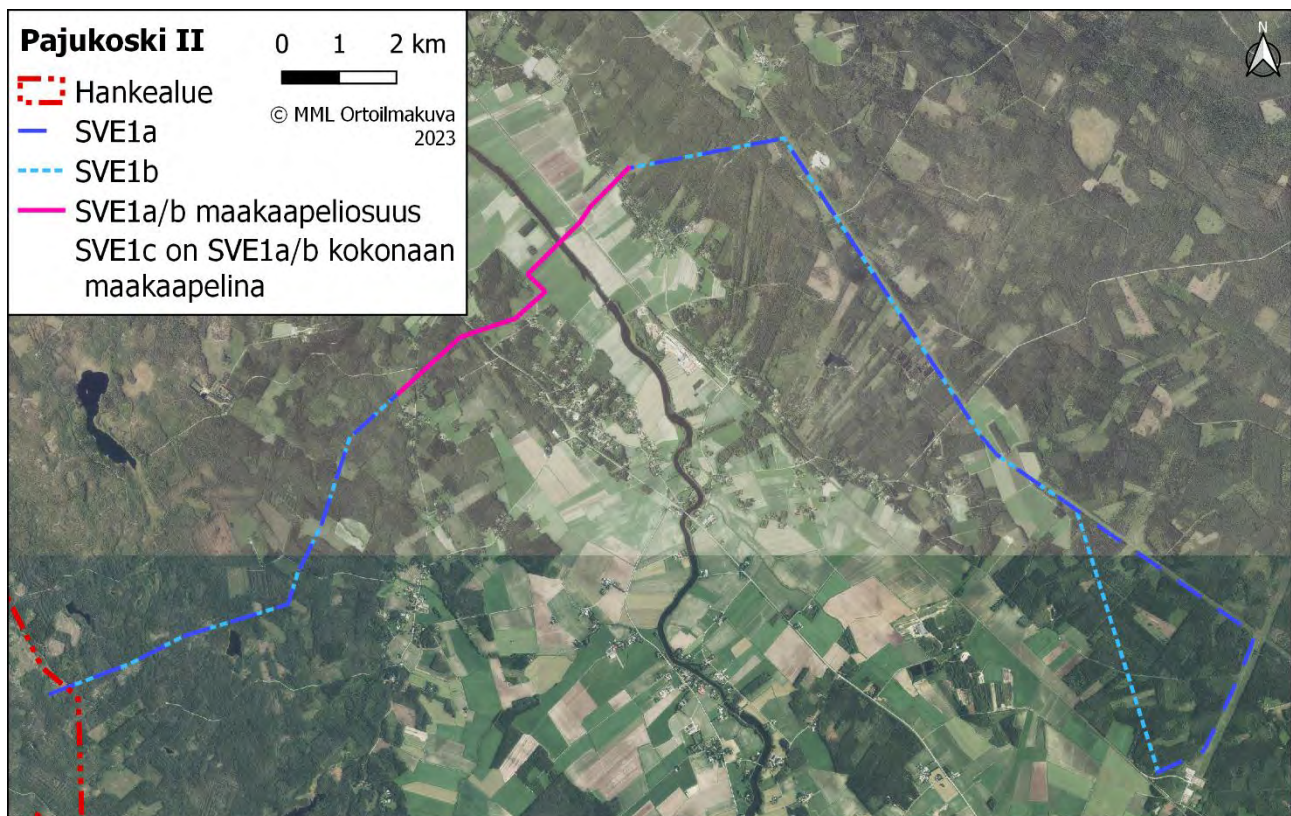 Pajukoski II
0 1 2 km
Hankealue
© MML Ortoilmakuva
2023
SVE1a
SVE1b
SVE1a/b maakaapeliosuus
SVE1c on SVE1a/b kokonaan
maakaapelina
N